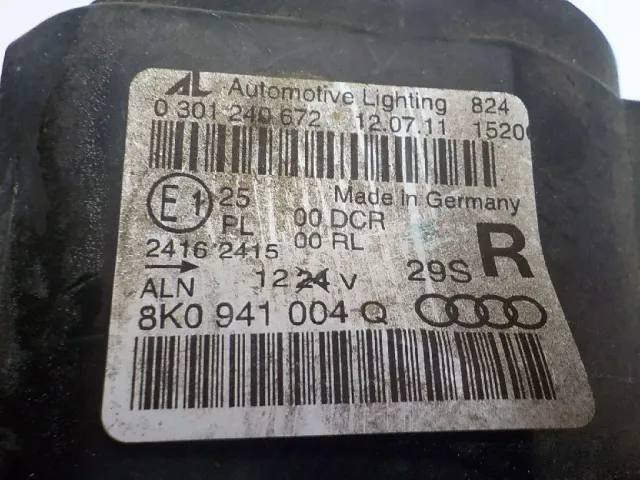 AL Automotive Lighting 824
0 301 240 672 12.07.11 1520
E1 25 Made in Germany
PL 00 DCR
2416 2415 00 RL R
ALN 12 24 V 29S
8K0 941 004 Q